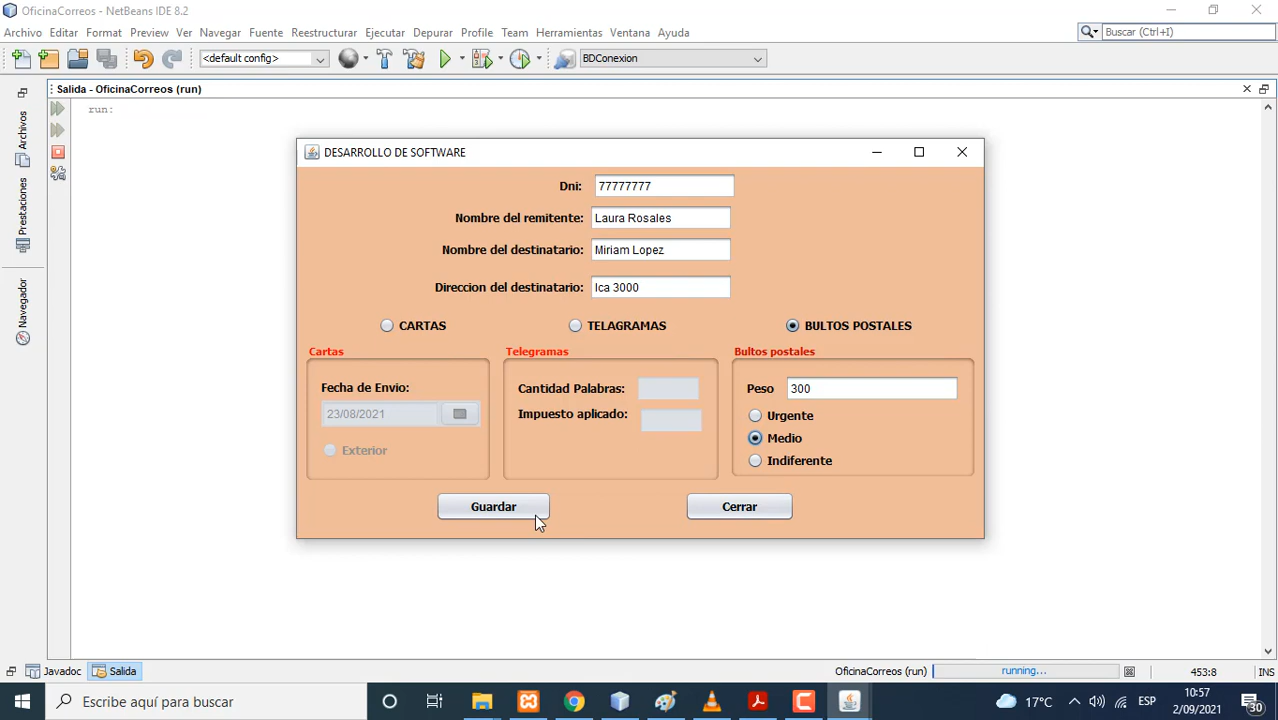 OficinaCorreos - NetBeans IDE 8.2
Archivo Editar Format Preview Ver Navegar Fuente Reestructurar Ejecutar Depurar Profile Team Herramientas Ventana Ayuda
Buscar (Ctrl+I)
<default config>
BDConexion
Salida - OficinaCorreos (run)
run:
Archivos
Prestaciones
Navegador
DESARROLLO DE SOFTWARE
Dni: 77777777
Nombre del remitente: Laura Rosales
Nombre del destinatario: Miriam Lopez
Direccion del destinatario: Ica 3000
CARTAS TELAGRAMAS BULTOS POSTALES
Cartas
Fecha de Envio:
23/08/2021
Exterior
Telegramas
Cantidad Palabras:
Impuesto aplicado:
Bultos postales
Peso 300
Urgente
Medio
Indiferente
Guardar Cerrar
Javadoc Salida
OficinaCorreos (run) running... 453:8 INS
Escribe aquí para buscar
17°C
ESP
10:57
2/09/2021
30